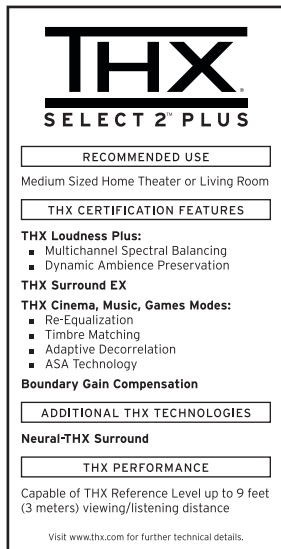 THX
SELECT 2™ PLUS
RECOMMENDED USE
Medium Sized Home Theater or Living Room
THX CERTIFICATION FEATURES
THX Loudness Plus:
▪ Multichannel Spectral Balancing
▪ Dynamic Ambience Preservation
THX Surround EX
THX Cinema, Music, Games Modes:
▪ Re-Equalization
▪ Timbre Matching
▪ Adaptive Decorrelation
▪ ASA Technology
Boundary Gain Compensation
ADDITIONAL THX TECHNOLOGIES
Neural-THX Surround
THX PERFORMANCE
Capable of THX Reference Level up to 9 feet
(3 meters) viewing/listening distance
Visit www.thx.com for further technical details.